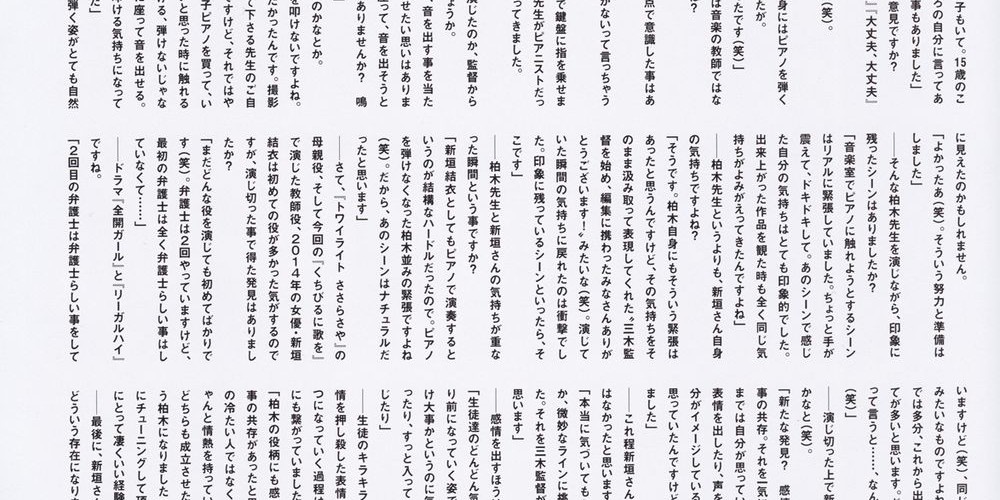 子もいて。15歳のこ
ろの自分に言ってあ
事もありました」
意見ですか?
』『大丈夫、大丈夫』
(笑)。
身にはピアノを弾く
たが。
ったです(笑)」
は音楽の教師ではな
?
点で意識した事はあ
かないって言っちゃう
で鍵盤に指を乗せま
先生がピアニストだっ
ってきました。
ょうか。
演じたのか、監督から
、音を出す事を当た
させたい思いはありま
って、音を出そうと
ありませんか? 鳴
のかなとか。
を叩けないですよね。
だかったんです。撮影
て下さる先生のご自
子ピアノを買って、い
ですけど、それではや
と思った時に触れる
る、弾けないじゃな
に座って音を出せる。
ける気持ちになって
だ」
弾く姿がとても自然
に見えたのかもしれません。
「よかったあ(笑)。そういう努力と準備は
しました」
――そんな柏木先生を演じながら、印象に
残ったシーンはありましたか?
「音楽室でピアノに触れようとするシーン
はリアルに緊張していました。ちょっと手が
震えて、ドキドキして。あのシーンで感じ
た自分の気持ちはとても印象的でした。
出来上がった作品を観た時も全く同じ気
持ちがよみがえってきたんですよね」
――柏木先生というよりも、新垣さん自身
の気持ちですかね?
「そうです。柏木自身にもそういう緊張は
あったと思うんですけど、その気持ちをそ
のまま汲み取って表現してくれた。“三木監
督を始め、編集に携わったみなさんありが
とうございます!”みたいな(笑)。演じて
いた瞬間の気持ちに戻れたのは衝撃でし
た。印象に残っているシーンといったら、そ
こです」
――柏木先生と新垣さんの気持ちが重な
った瞬間という事ですか?
「新垣結衣としてもピアノで演奏すると
いうのが結構なハードルだったので。ピアノ
を弾けなくなった柏木並みの緊張ですよね
(笑)。だから、あのシーンはナチュラルだ
ったと思います」
――さて、『トワイライト ささらさや』の
母親役、そして今回の『くちびるに歌を』
で演じた教師役、2014年の女優・新垣
結衣は初めての役が多かった気がするので
すが、演じ切った事で得た発見はありまし
たか?
「まだどんな役を演じても初めてばかりで
す(笑)。弁護士は2回やっていますけど、
最初の弁護士は全く弁護士らしい事はし
ていなくて……」
――ドラマ『全開ガール』と『リーガルハイ』
ですね。
「2回目の弁護士は弁護士らしい事をして
いますけど(笑)、同じ
みたいなものですよね
では多分、これから出
てが多いと思いますが
って言うと……、な
(笑)」
――演じ切った上で新
かなと(笑)。
「新たな発見? 感
事の共存。それを一気
までは自分が思ってい
表情を出したり、声を
分がイメージしている
思っていたんですけど
ました」
――これ程新垣さん
はなかったと思いま
「本当に気づいても
か、微妙なラインに挑
た。それを三木監督が
思います」
――感情を出すほう
「生徒達のどんどん気
り前になっていく姿で
け大事かというのに気
ったり、すっと入って
じたり」
――生徒のキラキラ
情を押し殺した表情
つになっていく過程
にも繋がっていました
「柏木の役柄にも感
事の共存があったと思
の冷たい人ではなく
ゃんと情熱を持ってい
どちらも成立させた
う柏木になりました
にチューニングして頂
にとって凄くいい経験
――最後に、新垣さ
どういう存在になりま